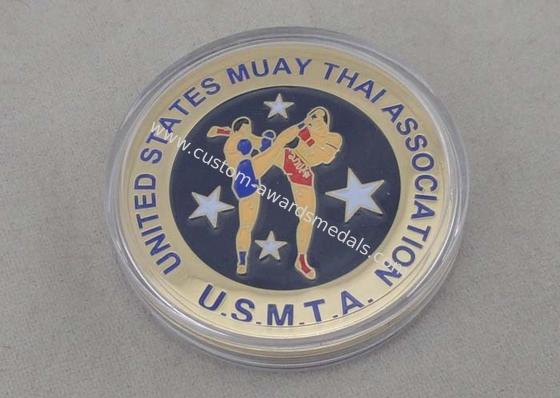 UNITED STATES MUAY THAI ASSOCIATION
U.S.M.T.A.
www.custom-awardsmedals.com